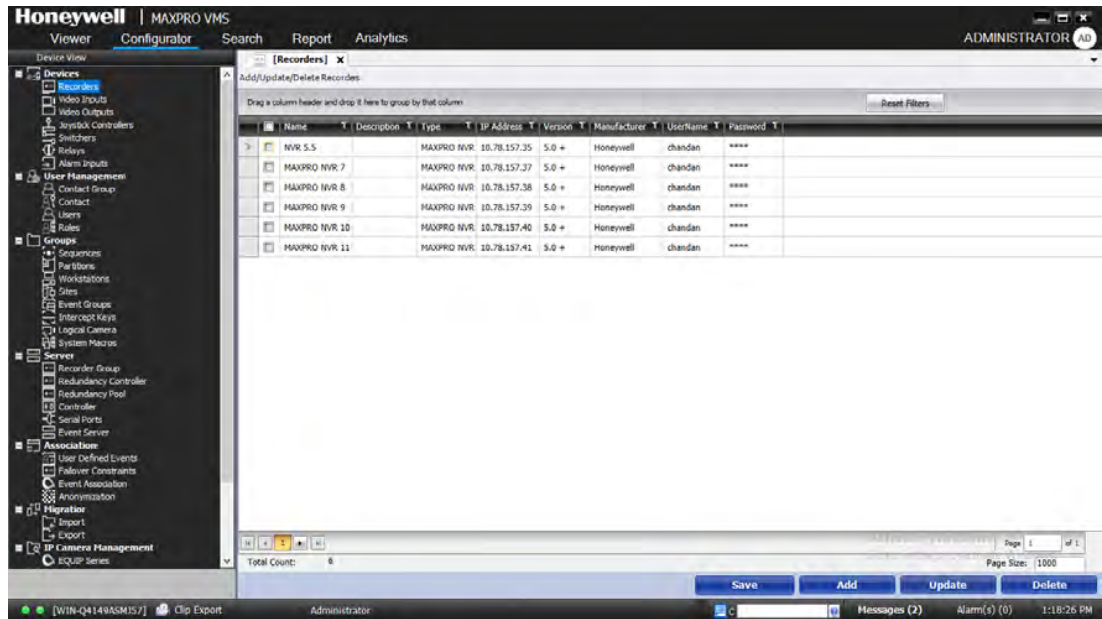 Honeywell | MAXPRO VMS
Viewer Configurator Search Report Analytics ADMINISTRATOR AD
Device View [Recorders] X
Devices
Recorders
Video Inputs
Video Outputs
Joystick Controllers
Switchers
Relays
Alarm Inputs
User Management
Contact Group
Contact
Users
Roles
Groups
Sequences
Partitions
Workstations
Sites
Event Groups
Intercept Keys
Logical Camera
System Macros
Server
Recorder Group
Redundancy Controller
Redundancy Pool
Controller
Serial Ports
Event Server
Association
User Defined Events
Failover Constraints
Event Association
Anonymization
Migration
Import
Export
IP Camera Management
EQUIP Series
Add/Update/Delete Recorders
Drag a column header and drop it here to group by that column Reset Filters
Name Description Type IP Address Version Manufacturer UserName Password
NVR 5.5 MAXPRO NVR 10.78.157.35 5.0 + Honeywell chandan ****
MAXPRO NVR 7 MAXPRO NVR 10.78.157.37 5.0 + Honeywell chandan ****
MAXPRO NVR 8 MAXPRO NVR 10.78.157.38 5.0 + Honeywell chandan ****
MAXPRO NVR 9 MAXPRO NVR 10.78.157.39 5.0 + Honeywell chandan ****
MAXPRO NVR 10 MAXPRO NVR 10.78.157.40 5.0 + Honeywell chandan ****
MAXPRO NVR 11 MAXPRO NVR 10.78.157.41 5.0 + Honeywell chandan ****
1 Page 1 of 1
Total Count: 6 Page Size: 1000
Save Add Update Delete
[WIN-Q4149ASMJS7] Clip Export Administrator C Messages (2) Alarm(s) (0) 1:18:26 PM